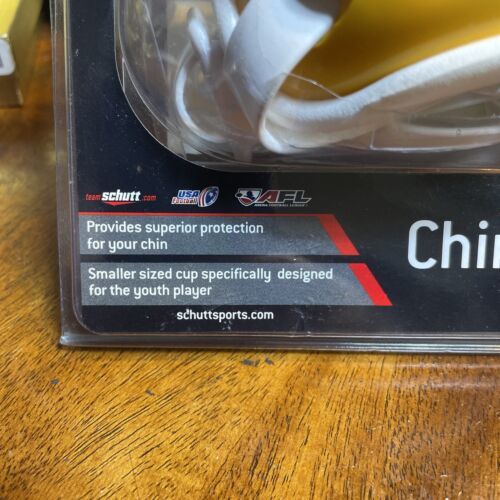 teamschutt.com
USA
Football
AFL
ARENA FOOTBALL LEAGUE
Provides superior protection
for your chin
Smaller sized cup specifically designed
for the youth player
schuttsports.com
Chin